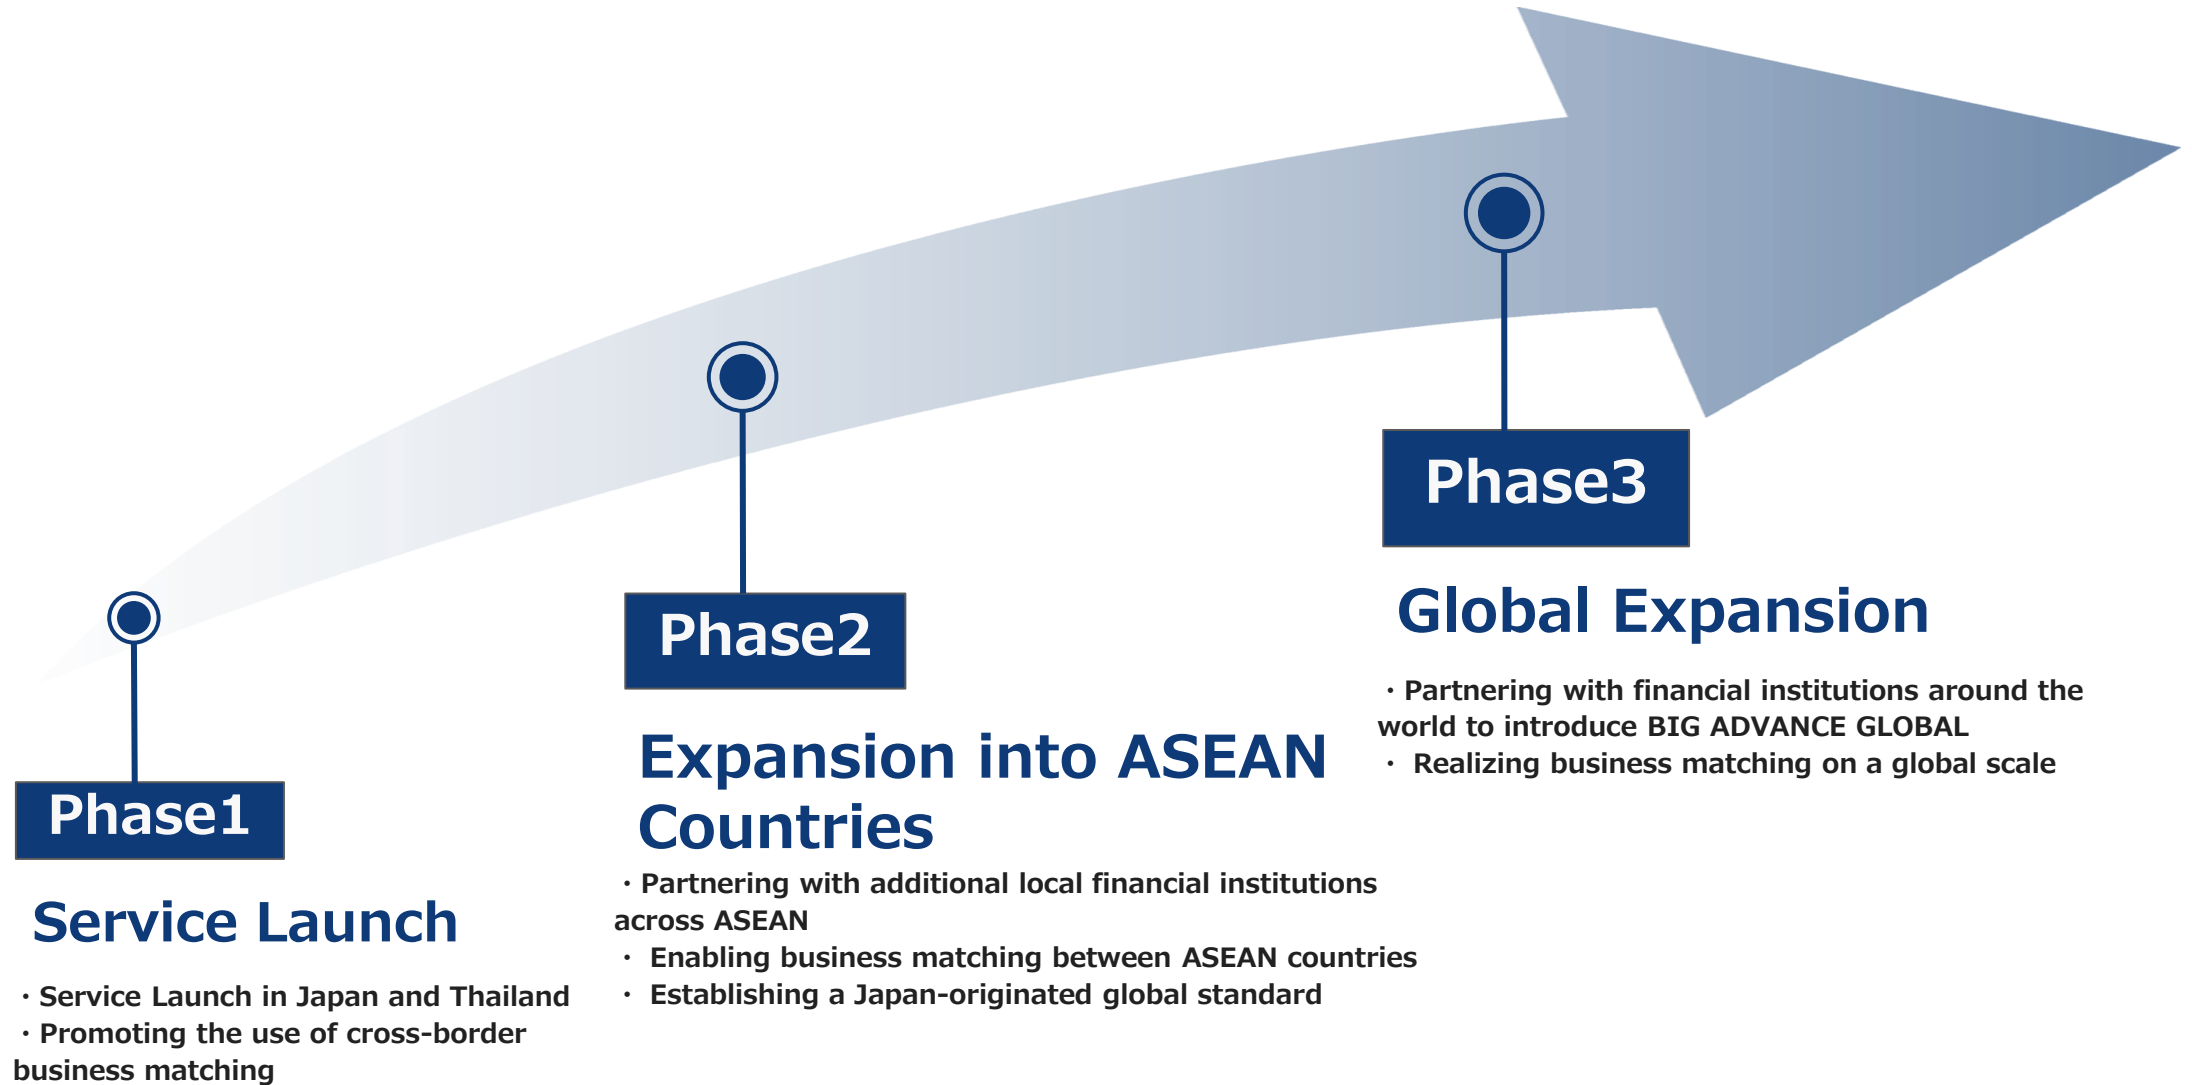 Phase1
Service Launch
・Service Launch in Japan and Thailand
・Promoting the use of cross-border
business matching
Phase2
Expansion into ASEAN
Countries
・Partnering with additional local financial institutions
across ASEAN
・ Enabling business matching between ASEAN countries
・ Establishing a Japan-originated global standard
Phase3
Global Expansion
・Partnering with financial institutions around the
world to introduce BIG ADVANCE GLOBAL
・ Realizing business matching on a global scale